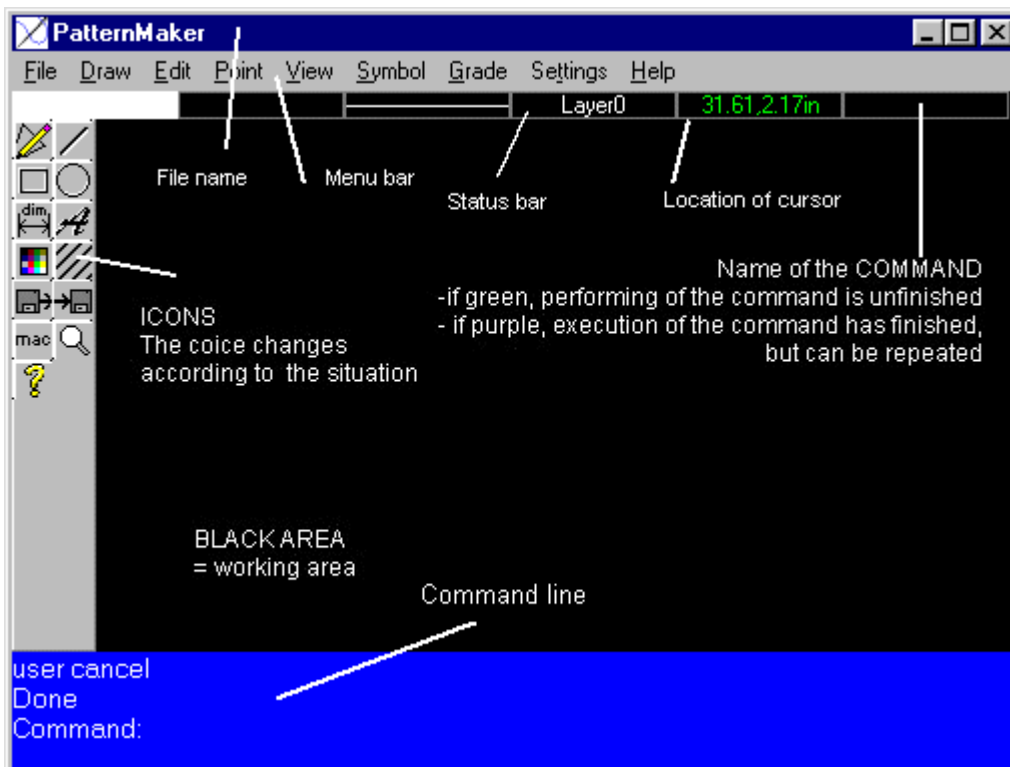 PatternMaker
File Draw Edit Point View Symbol Grade Settings Help
Layer0 31.61,2.17in
File name Menu bar
Status bar Location of cursor
dim A
Name of the COMMAND
-if green, performing of the command is unfinished
- if purple, execution of the command has finished,
but can be repeated
ICONS
The coice changes
according to the situation
mac
?
BLACK AREA
= working area
Command line
user cancel
Done
Command: